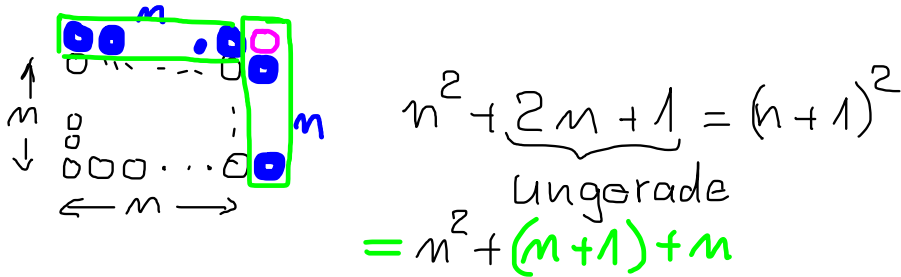 n
n
n
n
n² + 2n + 1 = (n+1)²
ungerade
= n² + (n+1) + n